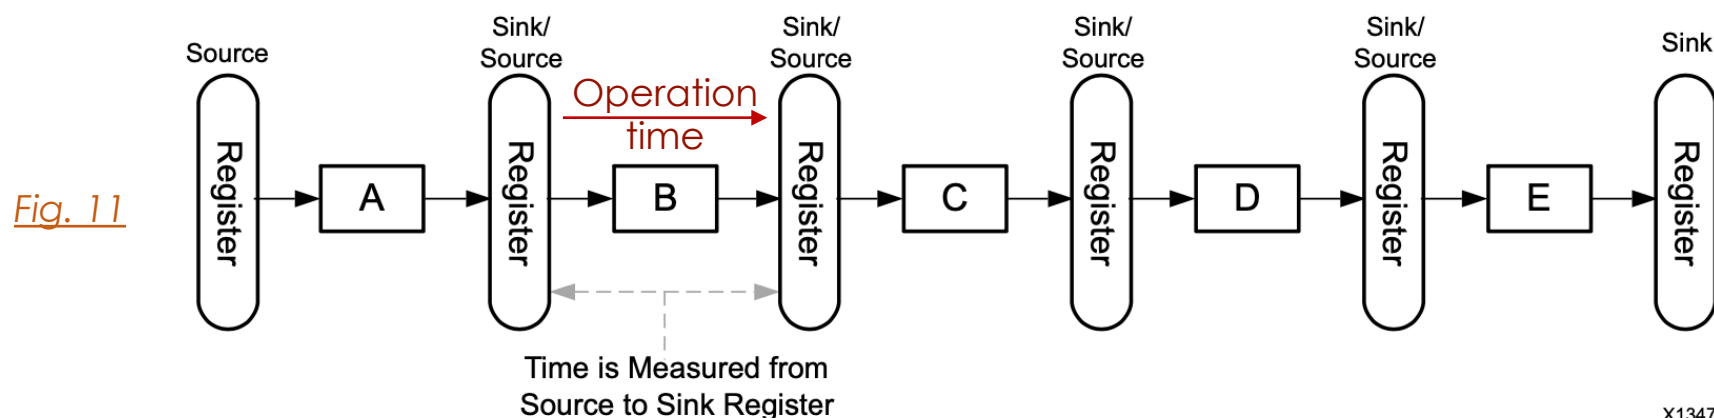 Source
Sink/
Source
Sink/
Source
Sink/
Source
Sink/
Source
Sink
Operation
time
Register
A
Register
B
Register
C
Register
D
Register
E
Register
Fig. 11
Time is Measured from
Source to Sink Register
X1347